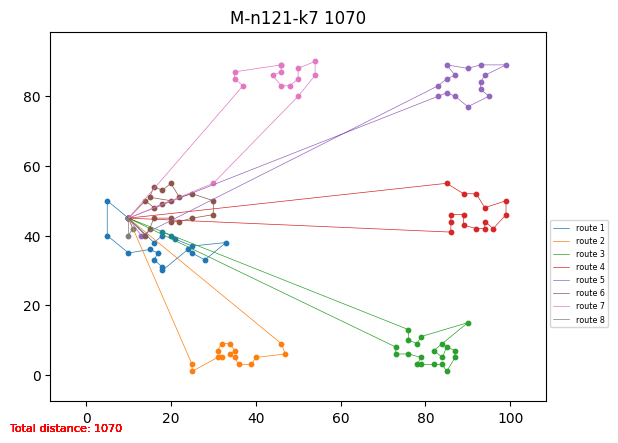 M-n121-k7 1070
80
60
40
20
0
0
20
40
60
80
100
route 1
route 2
route 3
route 4
route 5
route 6
route 7
route 8
Total distance: 1070